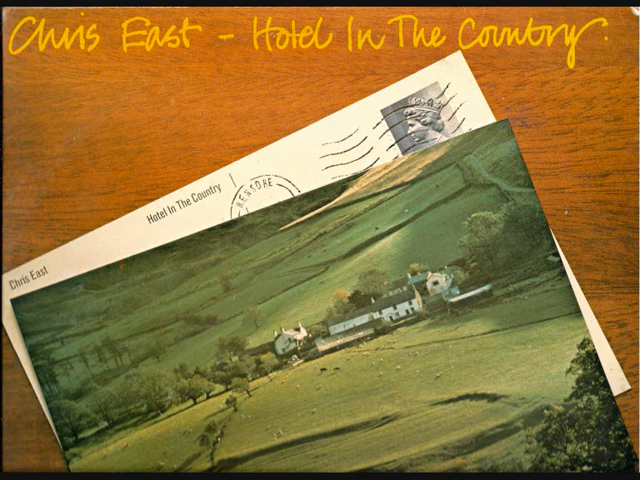 Chris East - Hotel In The Country.
Hotel In The Country
Chris East